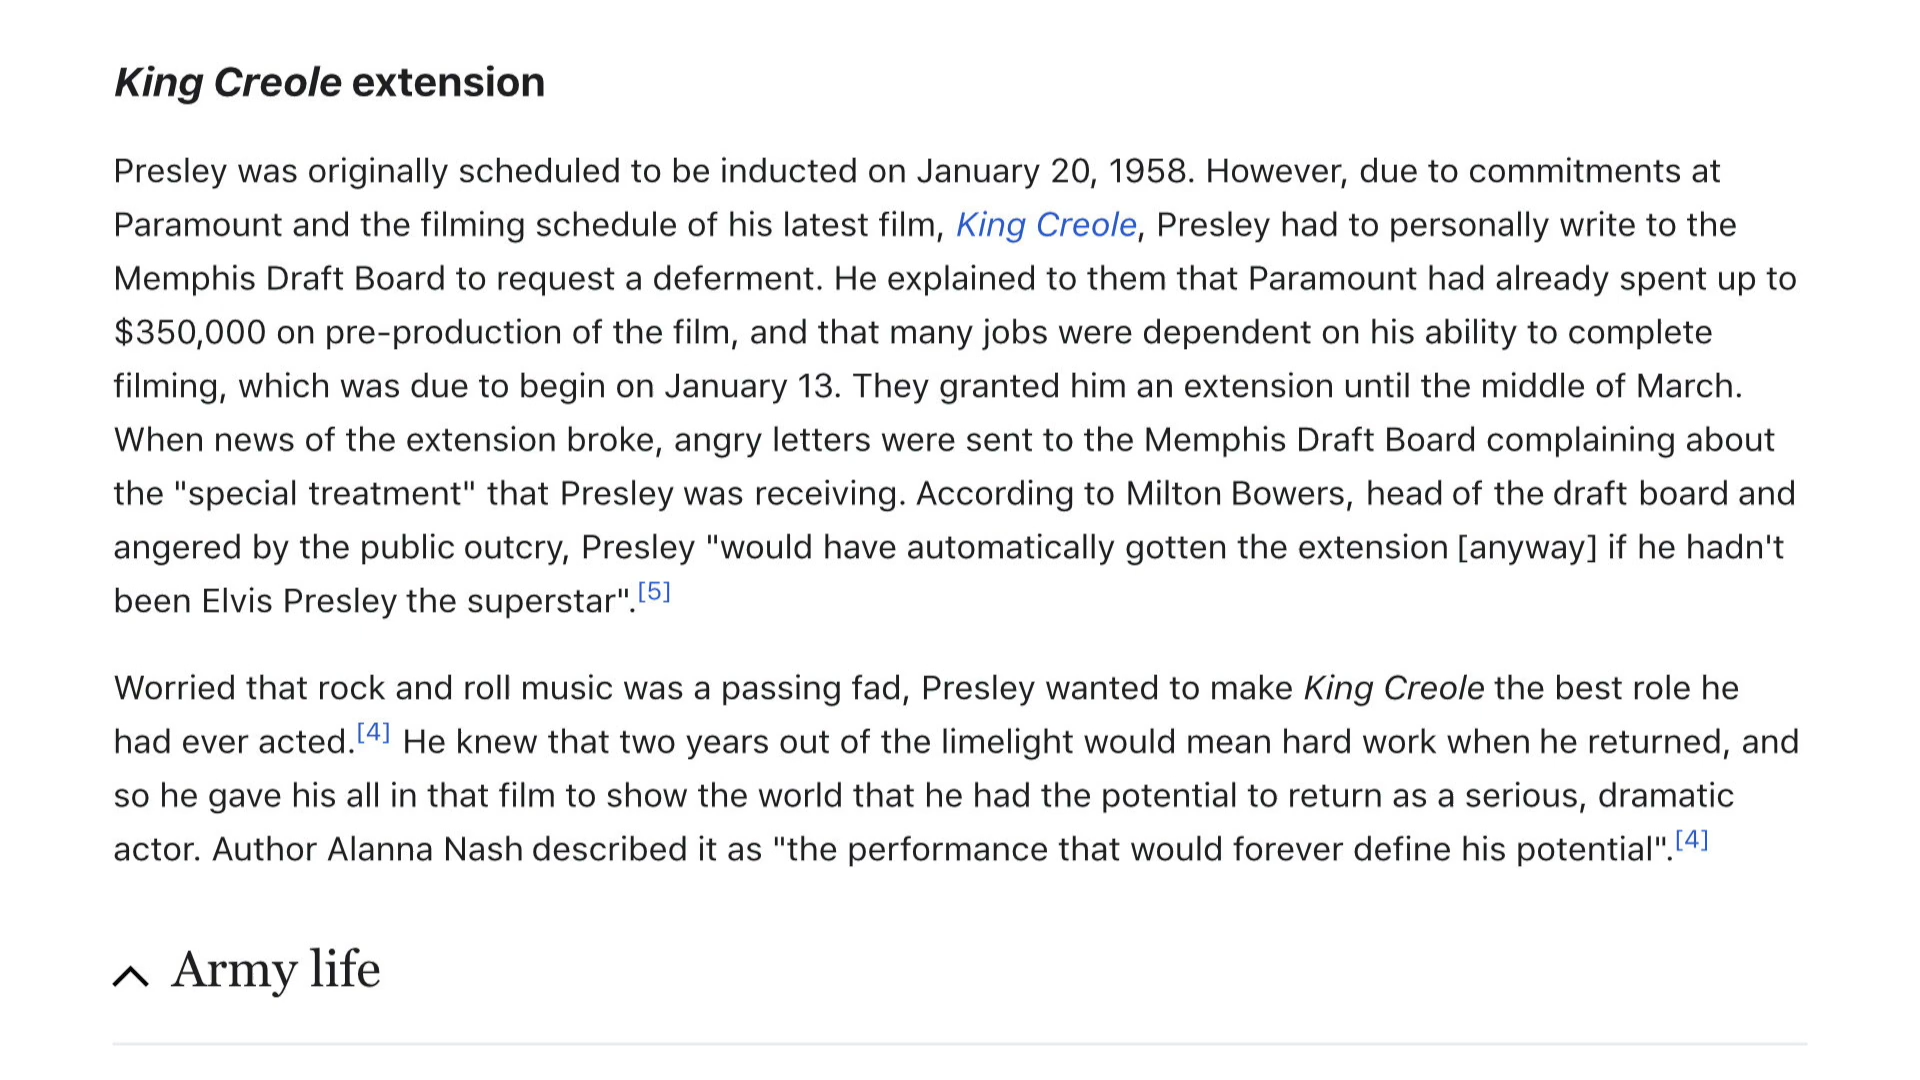 King Creole extension
Presley was originally scheduled to be inducted on January 20, 1958. However, due to commitments at
Paramount and the filming schedule of his latest film, King Creole, Presley had to personally write to the
Memphis Draft Board to request a deferment. He explained to them that Paramount had already spent up to
$350,000 on pre-production of the film, and that many jobs were dependent on his ability to complete
filming, which was due to begin on January 13. They granted him an extension until the middle of March.
When news of the extension broke, angry letters were sent to the Memphis Draft Board complaining about
the "special treatment" that Presley was receiving. According to Milton Bowers, head of the draft board and
angered by the public outcry, Presley "would have automatically gotten the extension [anyway] if he hadn't
been Elvis Presley the superstar".[5]
Worried that rock and roll music was a passing fad, Presley wanted to make King Creole the best role he
had ever acted.[4] He knew that two years out of the limelight would mean hard work when he returned, and
so he gave his all in that film to show the world that he had the potential to return as a serious, dramatic
actor. Author Alanna Nash described it as "the performance that would forever define his potential".[4]
Army life